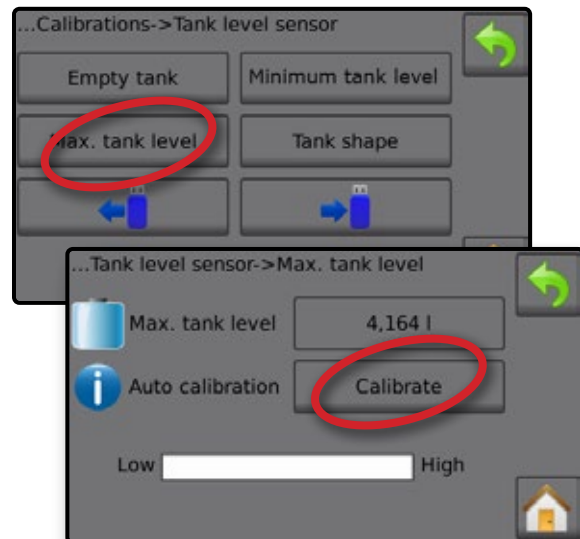 ...Calibrations->Tank level sensor
Empty tank
Minimum tank level
Max. tank level
Tank shape
...Tank level sensor->Max. tank level
Max. tank level
4,164 l
Auto calibration
Calibrate
Low
High